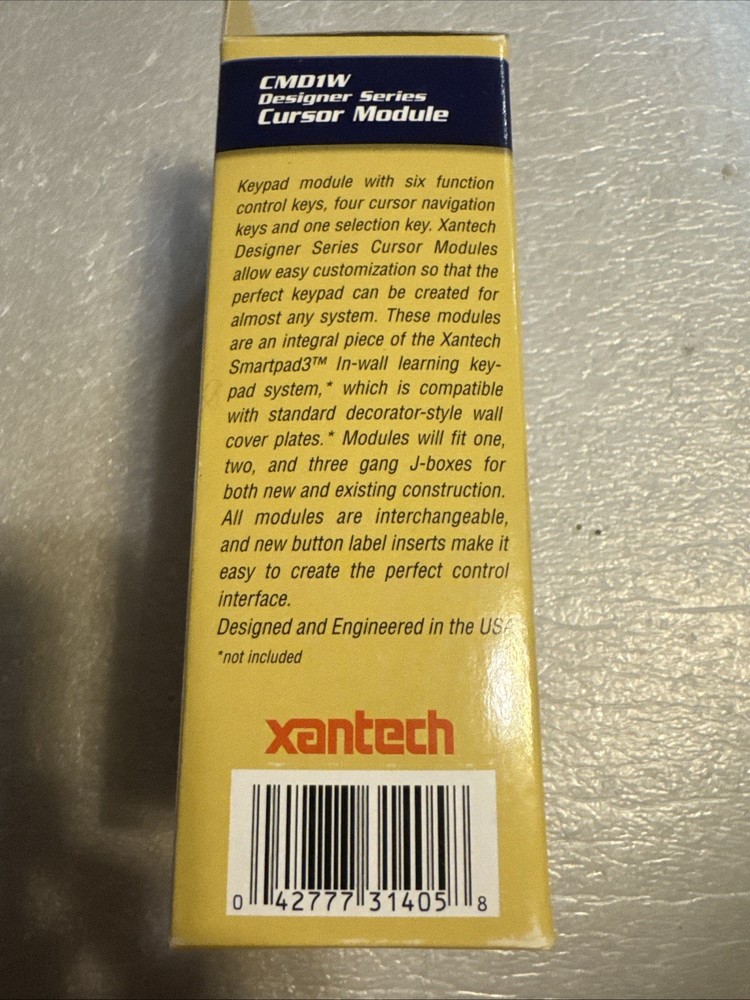 CMD1W
Designer Series
Cursor Module
Keypad module with six function
control keys, four cursor navigation
keys and one selection key. Xantech
Designer Series Cursor Modules
allow easy customization so that the
perfect keypad can be created for
almost any system. These modules
are an integral piece of the Xantech
Smartpad3™ In-wall learning key-
pad system,* which is compatible
with standard decorator-style wall
cover plates.* Modules will fit one,
two, and three gang J-boxes for
both new and existing construction.
All modules are interchangeable,
and new button label inserts make it
easy to create the perfect control
interface.
Designed and Engineered in the USA
*not included
xantech
0 42777 31405 8